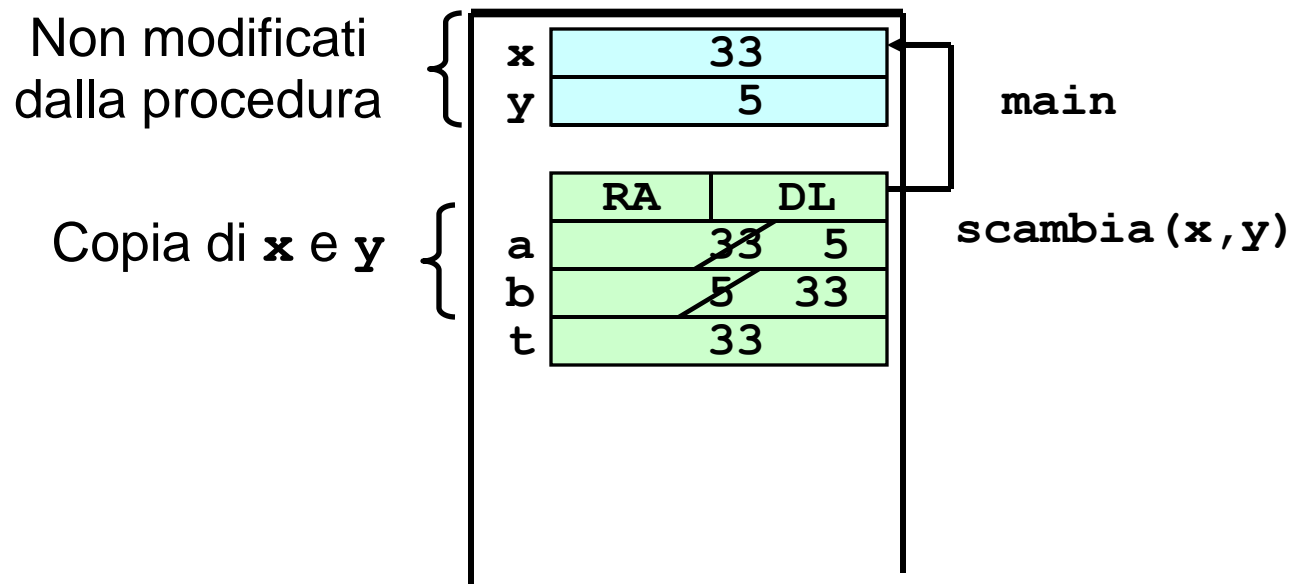 Non modificati
dalla procedura
x 33
y 5
main
RA DL
scambia(x,y)
Copia di x e y
a 33 5
b 5 33
t 33